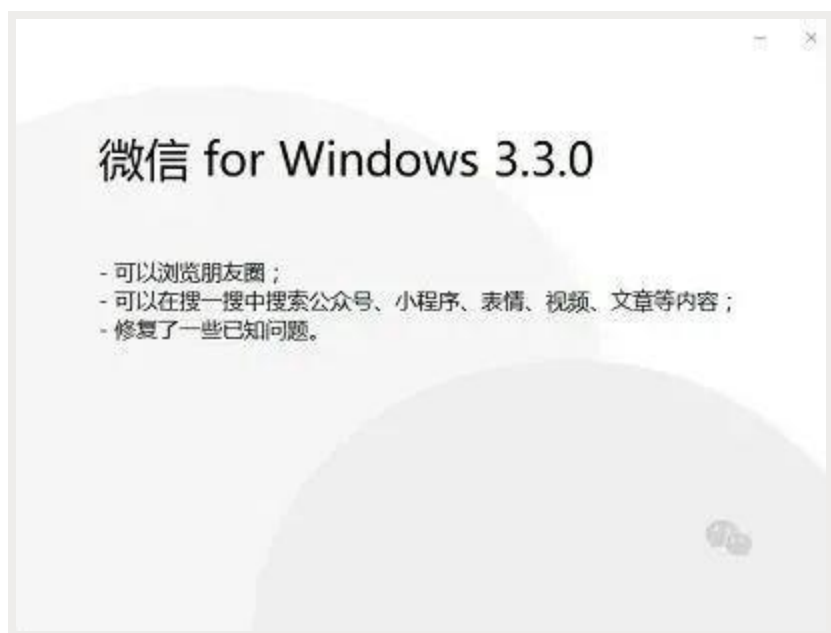 微信 for Windows 3.3.0
- 可以浏览朋友圈；
- 可以在搜一搜中搜索公众号、小程序、表情、视频、文章等内容；
- 修复了一些已知问题。